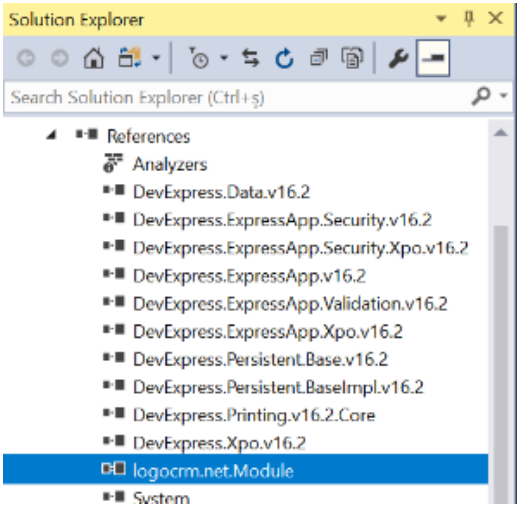 Solution Explorer
Search Solution Explorer (Ctrl+ş)
References
Analyzers
DevExpress.Data.v16.2
DevExpress.ExpressApp.Security.v16.2
DevExpress.ExpressApp.Security.Xpo.v16.2
DevExpress.ExpressApp.v16.2
DevExpress.ExpressApp.Validation.v16.2
DevExpress.ExpressApp.Xpo.v16.2
DevExpress.Persistent.Base.v16.2
DevExpress.Persistent.BaseImpl.v16.2
DevExpress.Printing.v16.2.Core
DevExpress.Xpo.v16.2
logocrm.net.Module
System